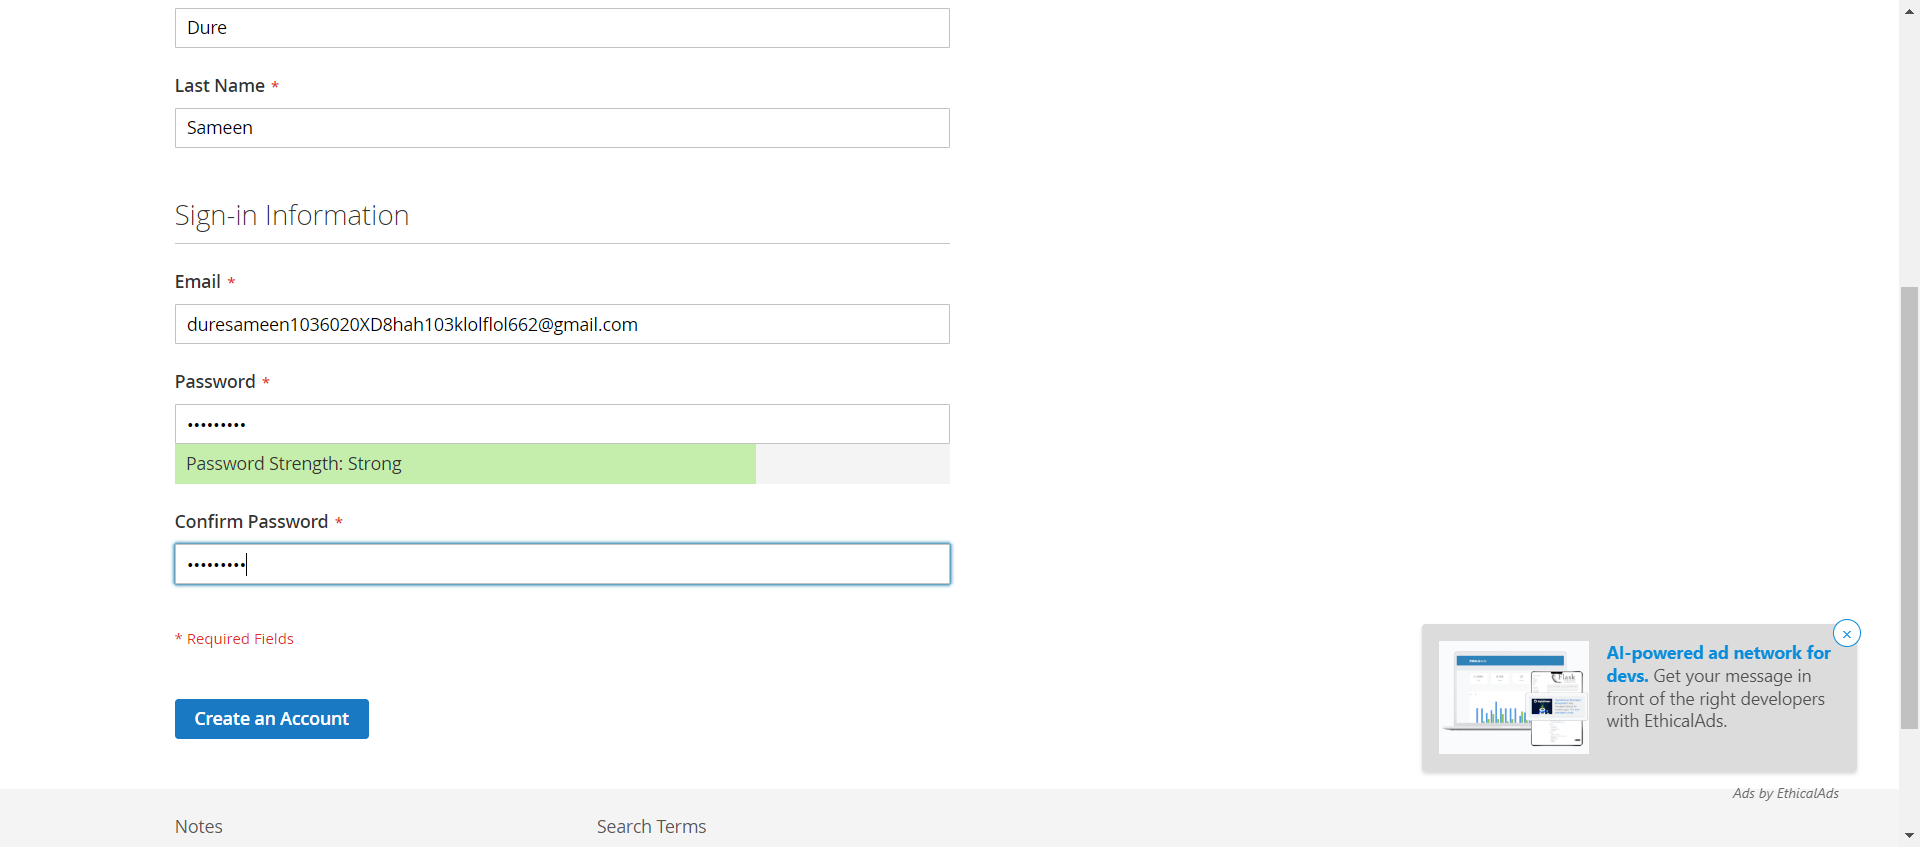 Dure
Last Name *
Sameen
Sign-in Information
Email *
duresameen1036020XD8hah103klolflol662@gmail.com
Password *
•••••••••
Password Strength: Strong
Confirm Password *
•••••••••
* Required Fields
Create an Account
AI-powered ad network for
devs. Get your message in
front of the right developers
with EthicalAds.
Ads by EthicalAds
Notes
Search Terms